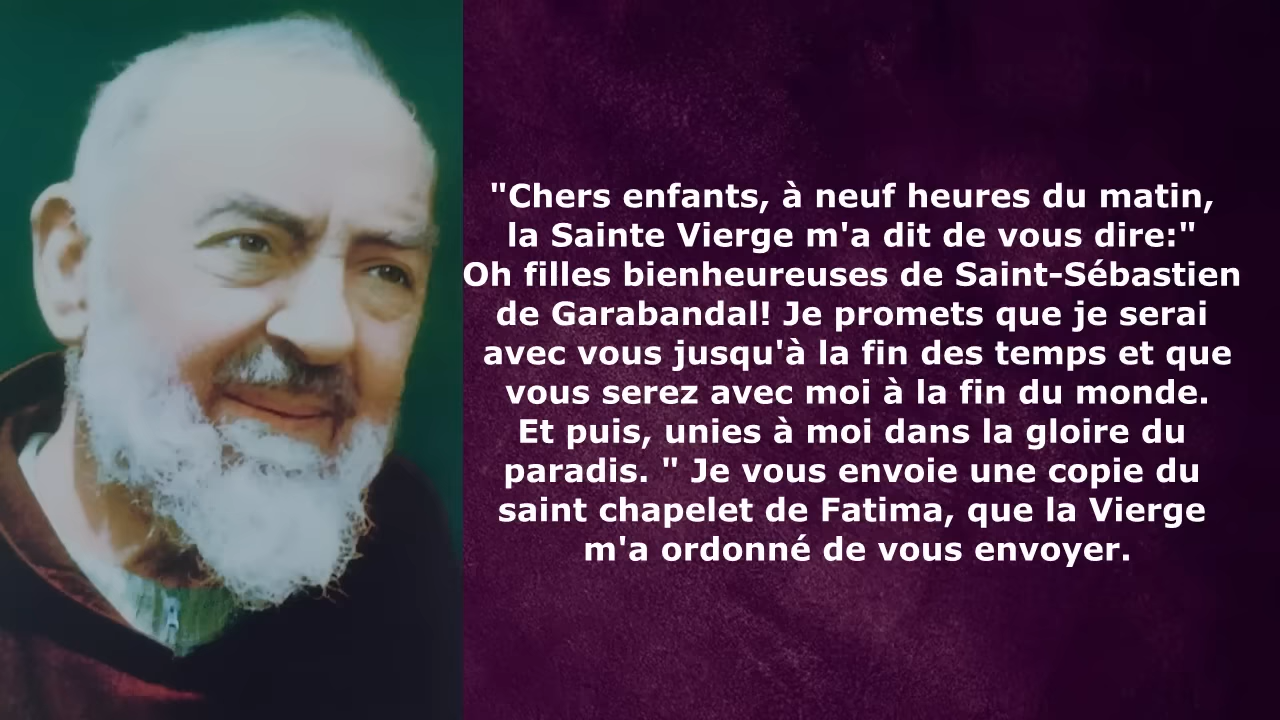 "Chers enfants, à neuf heures du matin,
la Sainte Vierge m'a dit de vous dire:"
Oh filles bienheureuses de Saint-Sébastien
de Garabandal! Je promets que je serai
avec vous jusqu'à la fin des temps et que
vous serez avec moi à la fin du monde.
Et puis, unies à moi dans la gloire du
paradis. " Je vous envoie une copie du
saint chapelet de Fatima, que la Vierge
m'a ordonné de vous envoyer.